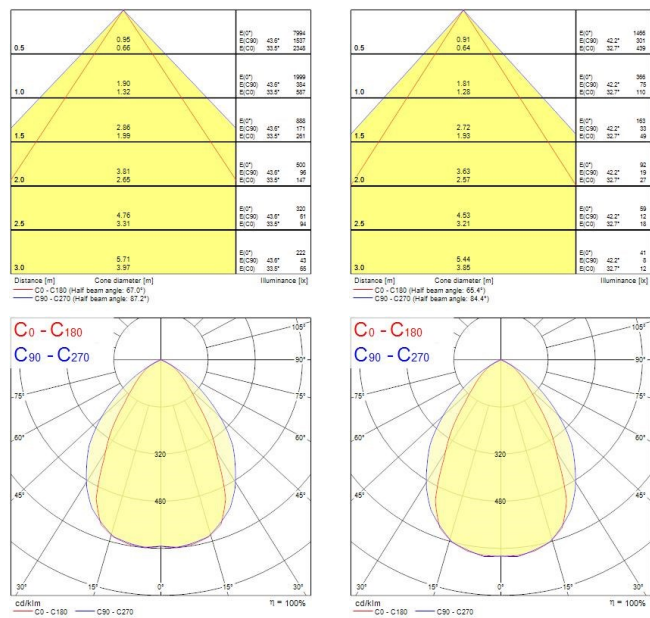 E(0°) 7994
0.95 E(C90) 43.6° 1537
0.5 0.66 E(C0) 33.5° 2348
E(0°) 1999
1.90 E(C90) 43.6° 384
1.0 1.32 E(C0) 33.5° 587
E(0°) 888
2.86 E(C90) 43.6° 171
1.5 1.99 E(C0) 33.5° 261
E(0°) 500
3.81 E(C90) 43.6° 96
2.0 2.65 E(C0) 33.5° 147
E(0°) 320
4.76 E(C90) 43.6° 61
2.5 3.31 E(C0) 33.5° 94
E(0°) 222
5.71 E(C90) 43.6° 43
3.0 3.97 E(C0) 33.5° 65
Distance [m] Cone diameter [m] Illuminance [lx]
C0 - C180 (Half beam angle: 67.0°)
C90 - C270 (Half beam angle: 87.2°)
E(0°) 1466
0.91 E(C90) 42.2° 301
0.5 0.64 E(C0) 32.7° 439
E(0°) 366
1.81 E(C90) 42.2° 75
1.0 1.28 E(C0) 32.7° 110
E(0°) 163
2.72 E(C90) 42.2° 33
1.5 1.93 E(C0) 32.7° 49
E(0°) 92
3.63 E(C90) 42.2° 19
2.0 2.57 E(C0) 32.7° 27
E(0°) 59
4.53 E(C90) 42.2° 12
2.5 3.21 E(C0) 32.7° 18
E(0°) 41
5.44 E(C90) 42.2° 8
3.0 3.85 E(C0) 32.7° 12
Distance [m] Cone diameter [m] Illuminance [lx]
C0 - C180 (Half beam angle: 65.4°)
C90 - C270 (Half beam angle: 84.4°)
C0 - C180
C90 - C270
105°
90°
75° 75°
60° 60°
320
45° 45°
480
30° 15° 0° 15° 30°
cd/klm η = 100%
C0 - C180 C90 - C270
C0 - C180
C90 - C270
105°
90°
75° 75°
60° 60°
320
45° 45°
480
30° 15° 0° 15° 30°
cd/klm η = 100%
C0 - C180 C90 - C270